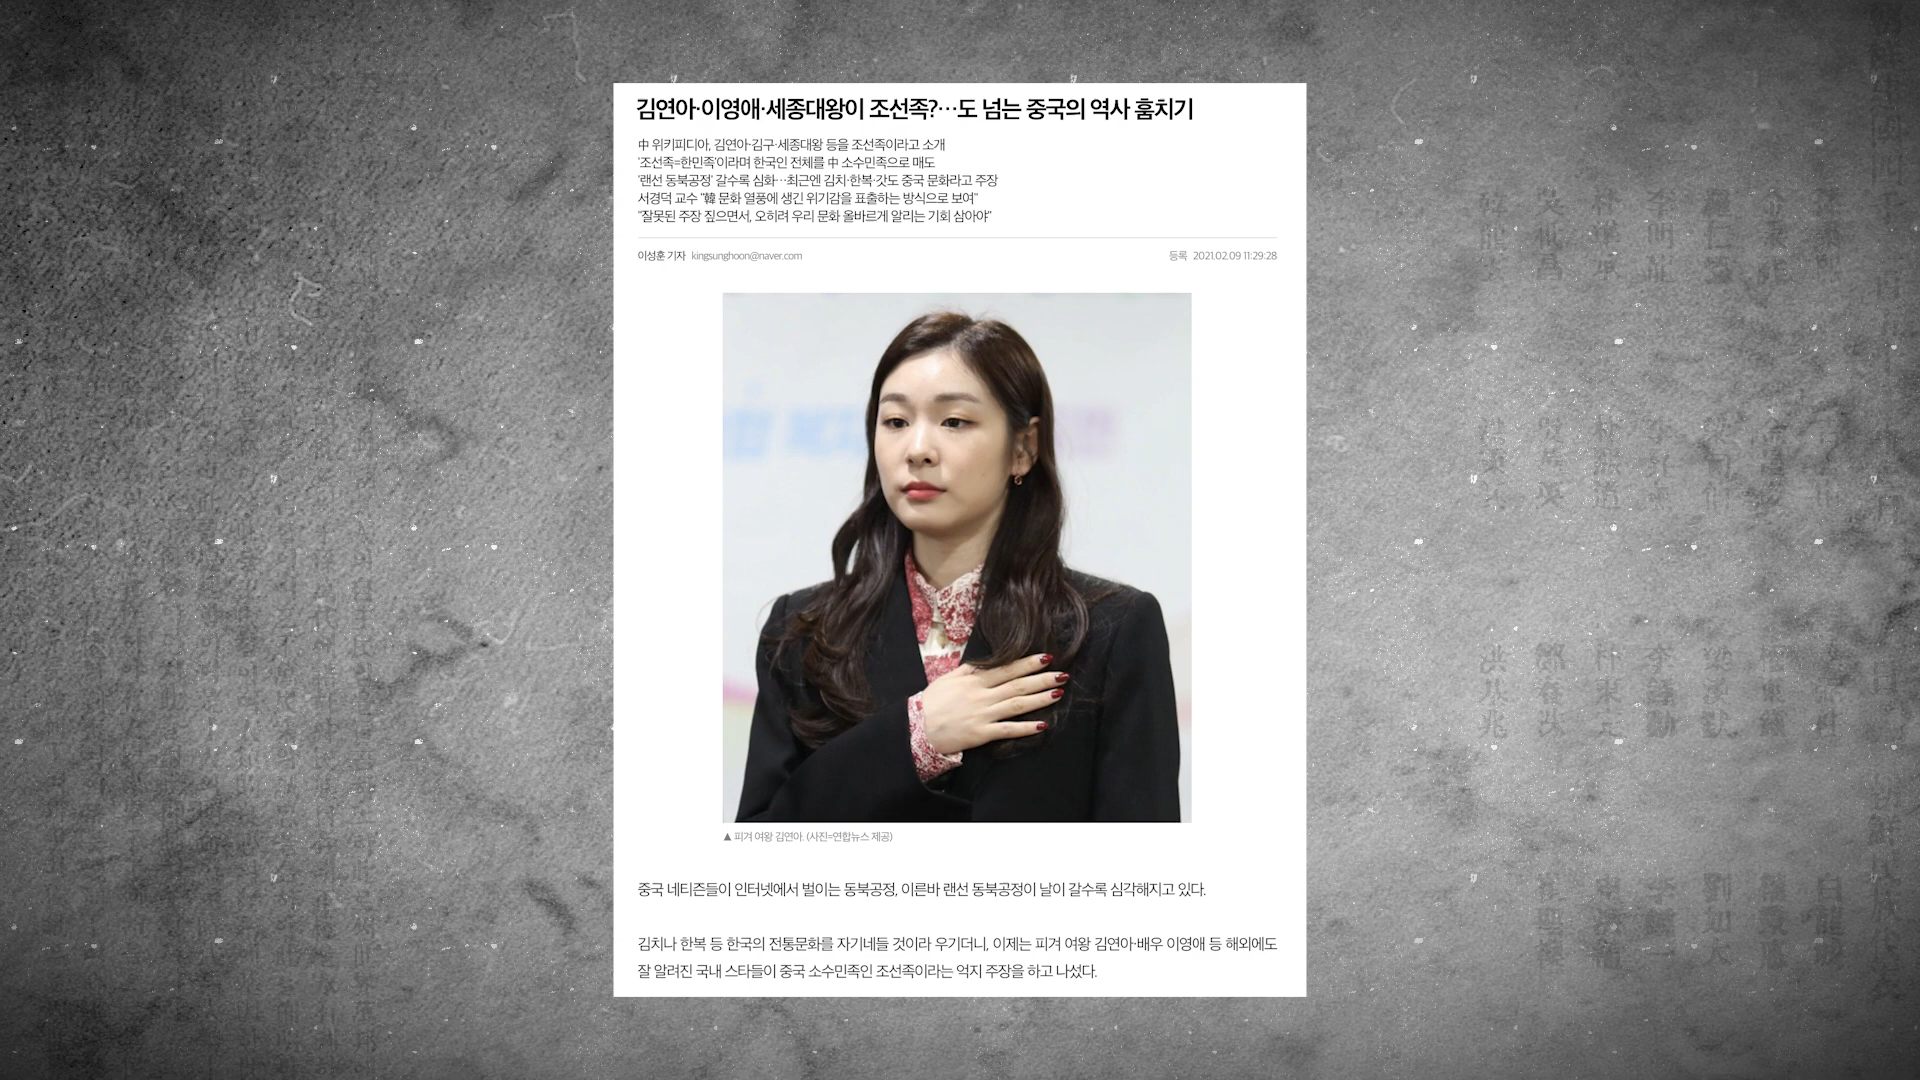 김연아·이영애·세종대왕이 조선족?…도 넘는 중국의 역사 훔치기
中 위키피디아, 김연아·김구·세종대왕 등을 조선족이라고 소개
'조선족=한민족'이라며 한국인 전체를 中 소수민족으로 매도
'랜선 동북공정' 갈수록 심화…최근엔 김치·한복·갓도 중국 문화라고 주장
서경덕 교수 "韓 문화 열풍에 생긴 위기감을 표출하는 방식으로 보여"
"잘못된 주장 짚으면서, 오히려 우리 문화 올바르게 알리는 기회 삼아야"
이성훈 기자 kingsunghoon@naver.com
등록 2021.02.09 11:29:28
▲ 피겨 여왕 김연아. (사진=연합뉴스 제공)
중국 네티즌들이 인터넷에서 벌이는 동북공정, 이른바 랜선 동북공정이 날이 갈수록 심각해지고 있다.
김치나 한복 등 한국의 전통문화를 자기네들 것이라 우기더니, 이제는 피겨 여왕 김연아·배우 이영애 등 해외에도
잘 알려진 국내 스타들이 중국 소수민족인 조선족이라는 억지 주장을 하고 나섰다.